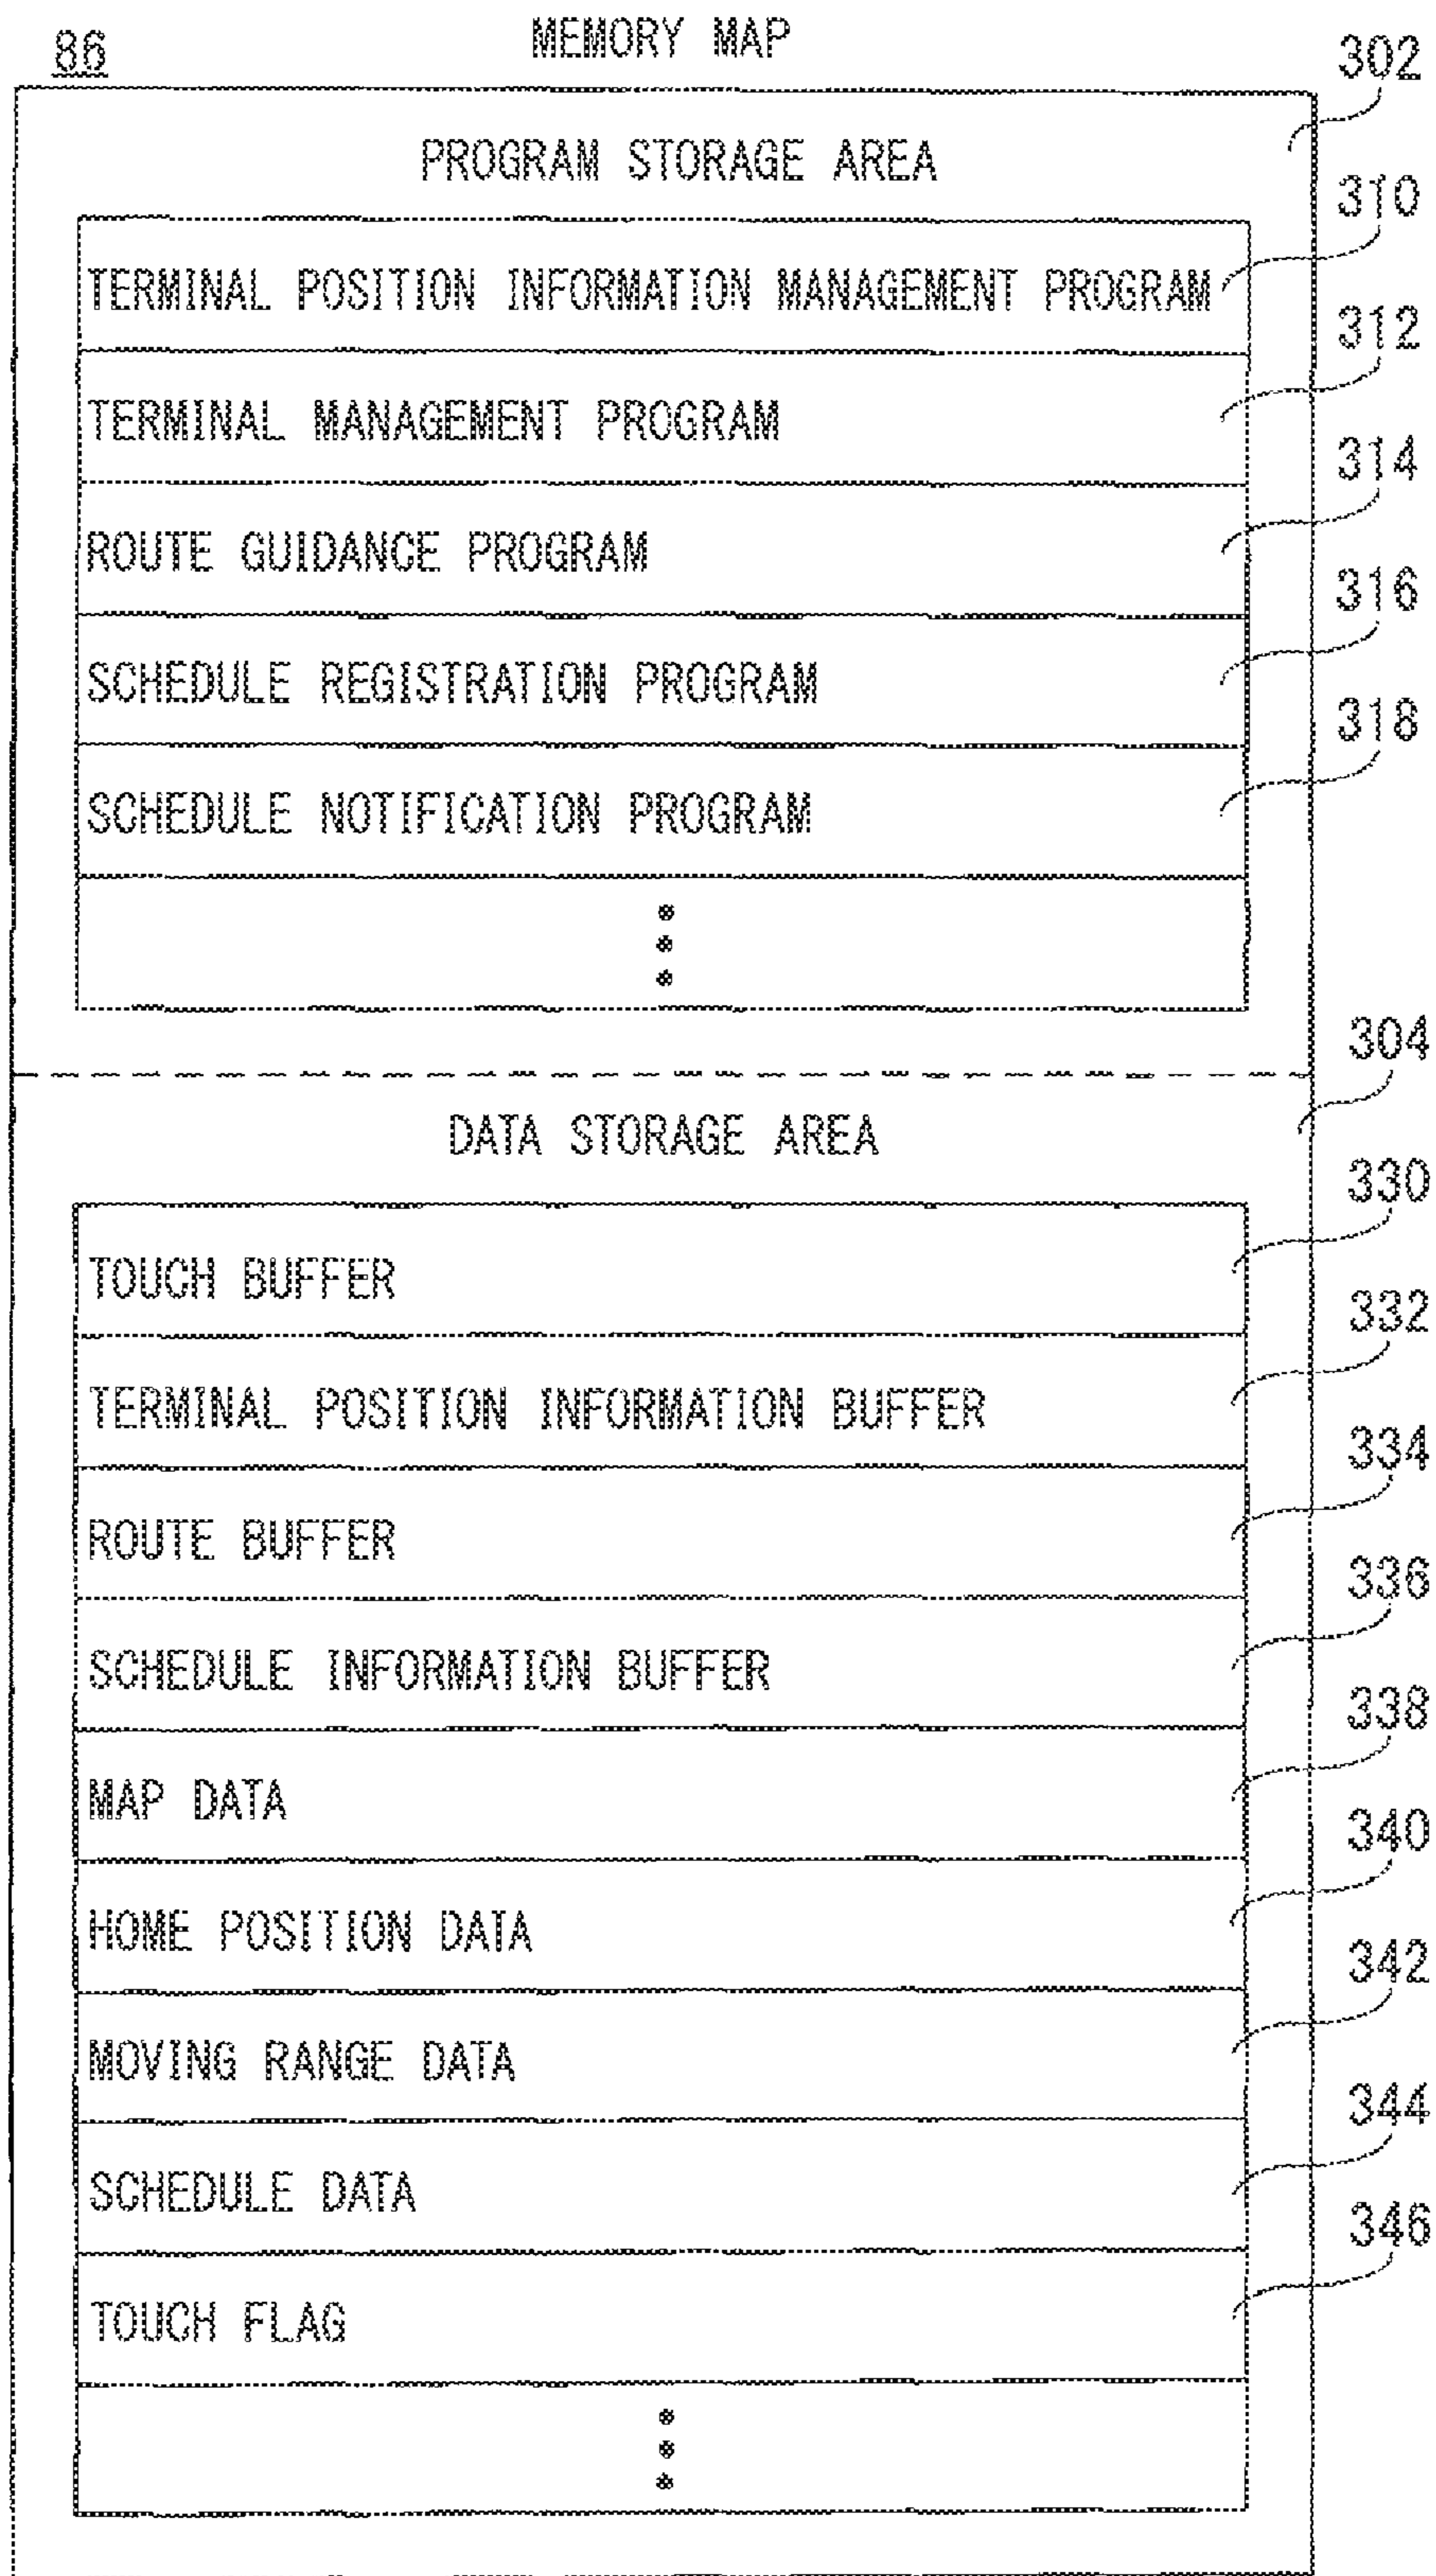 86
MEMORY MAP
302
PROGRAM STORAGE AREA
310
TERMINAL POSITION INFORMATION MANAGEMENT PROGRAM
312
TERMINAL MANAGEMENT PROGRAM
314
ROUTE GUIDANCE PROGRAM
316
SCHEDULE REGISTRATION PROGRAM
318
SCHEDULE NOTIFICATION PROGRAM
304
DATA STORAGE AREA
330
TOUCH BUFFER
332
TERMINAL POSITION INFORMATION BUFFER
334
ROUTE BUFFER
336
SCHEDULE INFORMATION BUFFER
338
MAP DATA
340
HOME POSITION DATA
342
MOVING RANGE DATA
344
SCHEDULE DATA
346
TOUCH FLAG